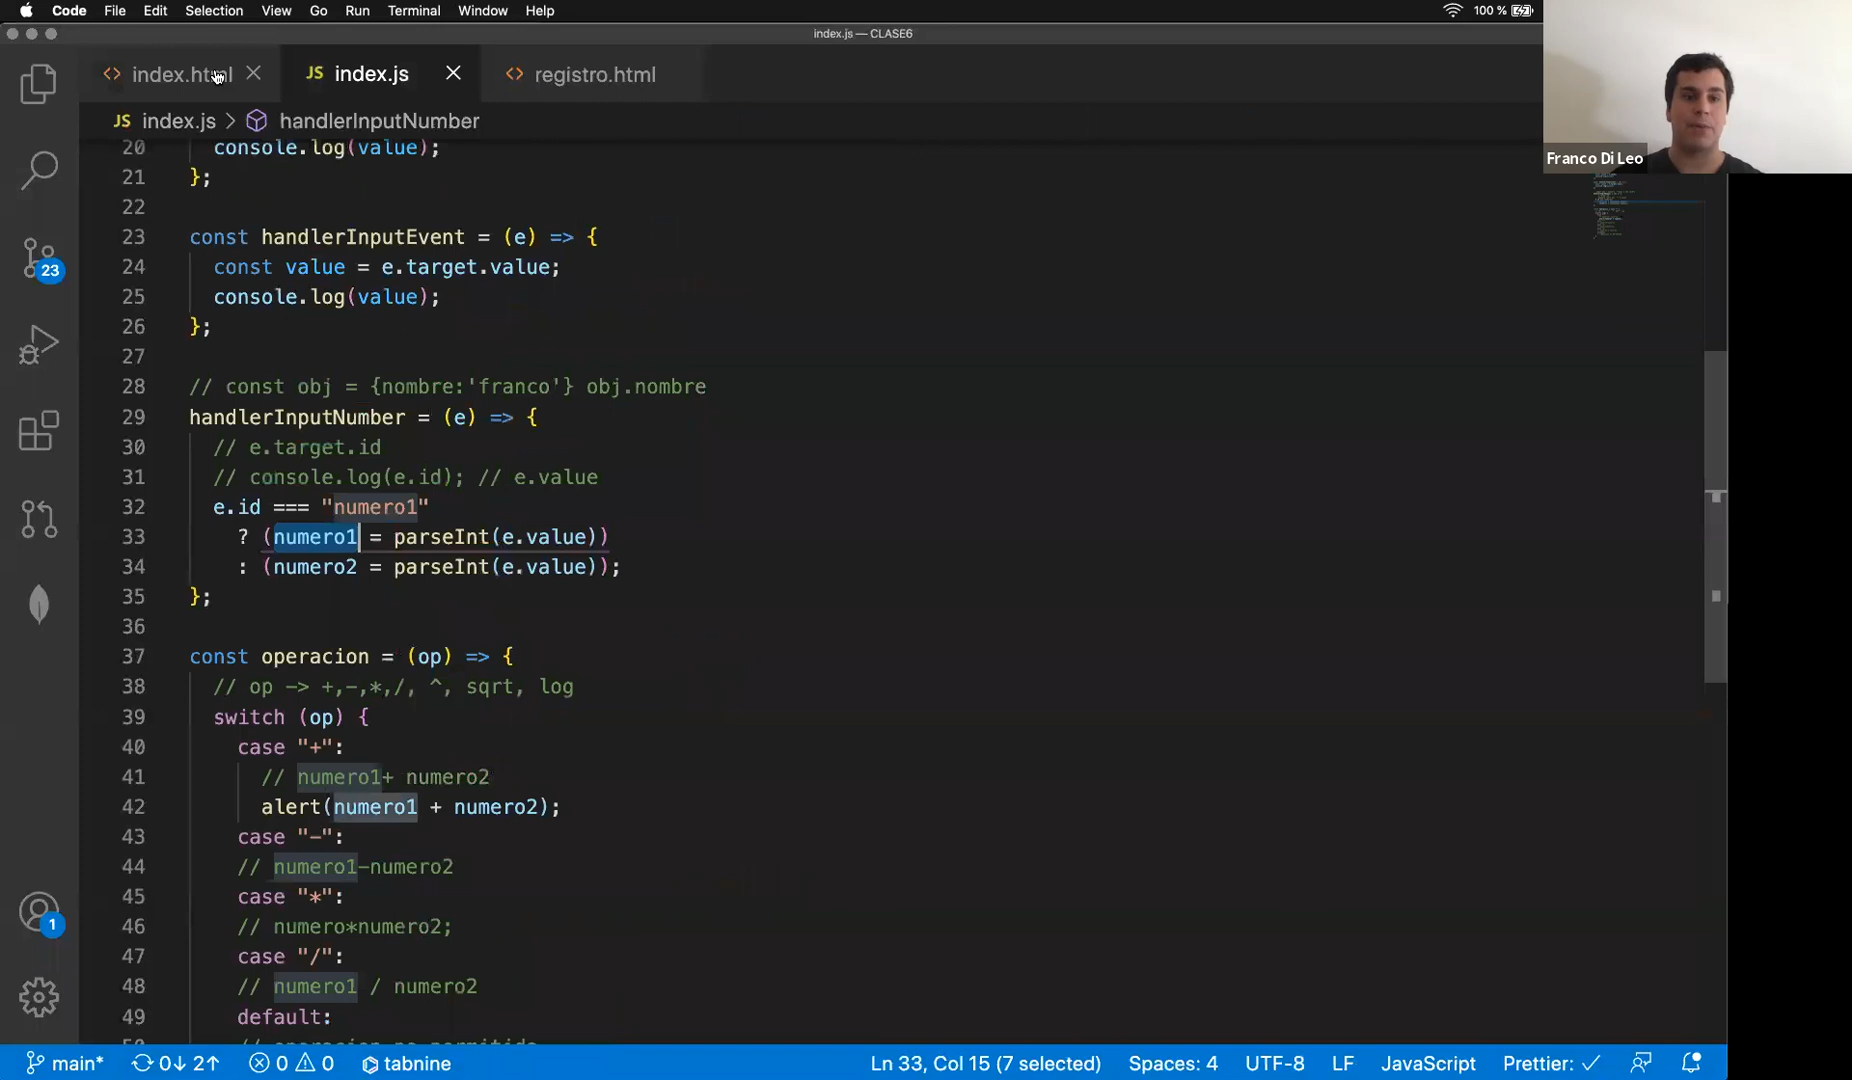 Code File Edit Selection View Go Run Terminal Window Help 100 %
index.js — CLASE6
index.html JS index.js registro.html
JS index.js > handlerInputNumber
Franco Di Leo
20 console.log(value);
21 };
22
23 const handlerInputEvent = (e) => {
24 const value = e.target.value;
25 console.log(value);
26 };
27
28 // const obj = {nombre:'franco'} obj.nombre
29 handlerInputNumber = (e) => {
30 // e.target.id
31 // console.log(e.id); // e.value
32 e.id === "numero1"
33 ? (numero1 = parseInt(e.value))
34 : (numero2 = parseInt(e.value));
35 };
36
37 const operacion = (op) => {
38 // op -> +,-,*,/, ^, sqrt, log
39 switch (op) {
40 case "+":
41 // numero1+ numero2
42 alert(numero1 + numero2);
43 case "-":
44 // numero1-numero2
45 case "*":
46 // numero*numero2;
47 case "/":
48 // numero1 / numero2
49 default:
23
1
main* 0↓ 2↑ 0 0 tabnine Ln 33, Col 15 (7 selected) Spaces: 4 UTF-8 LF JavaScript Prettier: ✓